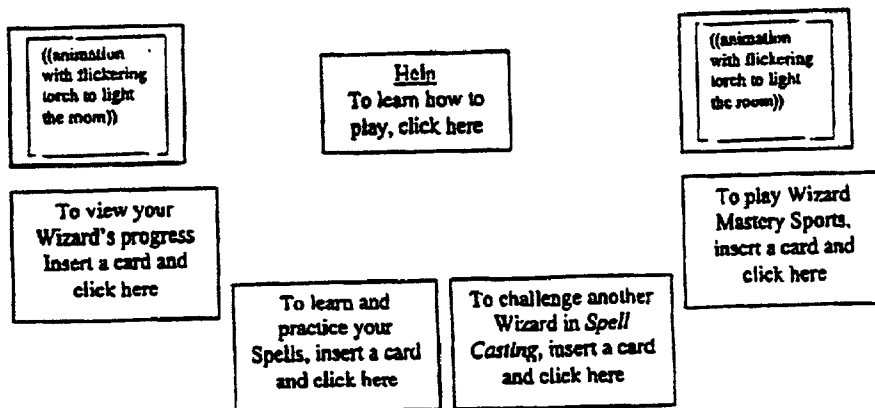 ((animation
with flickering
torch to light
the room))
Help
To learn how to
play, click here
((animation
with flickering
torch to light
the room))
To view your
Wizard's progress
Insert a card and
click here
To play Wizard
Mastery Sports,
insert a card and
click here
To learn and
practice your
Spells, insert a card
and click here
To challenge another
Wizard in Spell
Casting, insert a card
and click here